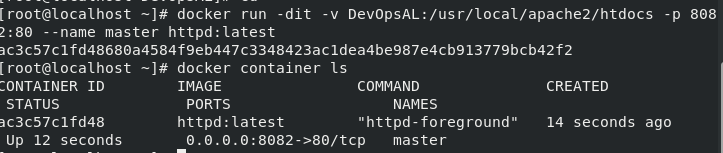 [root@localhost ~]# docker run -dit -v DevOpsAL:/usr/local/apache2/htdocs -p 808
2:80 --name master httpd:latest
ac3c57c1fd48680a4584f9eb447c3348423ac1dea4be987e4cb913779bcb42f2
[root@localhost ~]# docker container ls
CONTAINER ID IMAGE COMMAND CREATED
STATUS PORTS NAMES
ac3c57c1fd48 httpd:latest "httpd-foreground" 14 seconds ago
Up 12 seconds 0.0.0.0:8082->80/tcp master